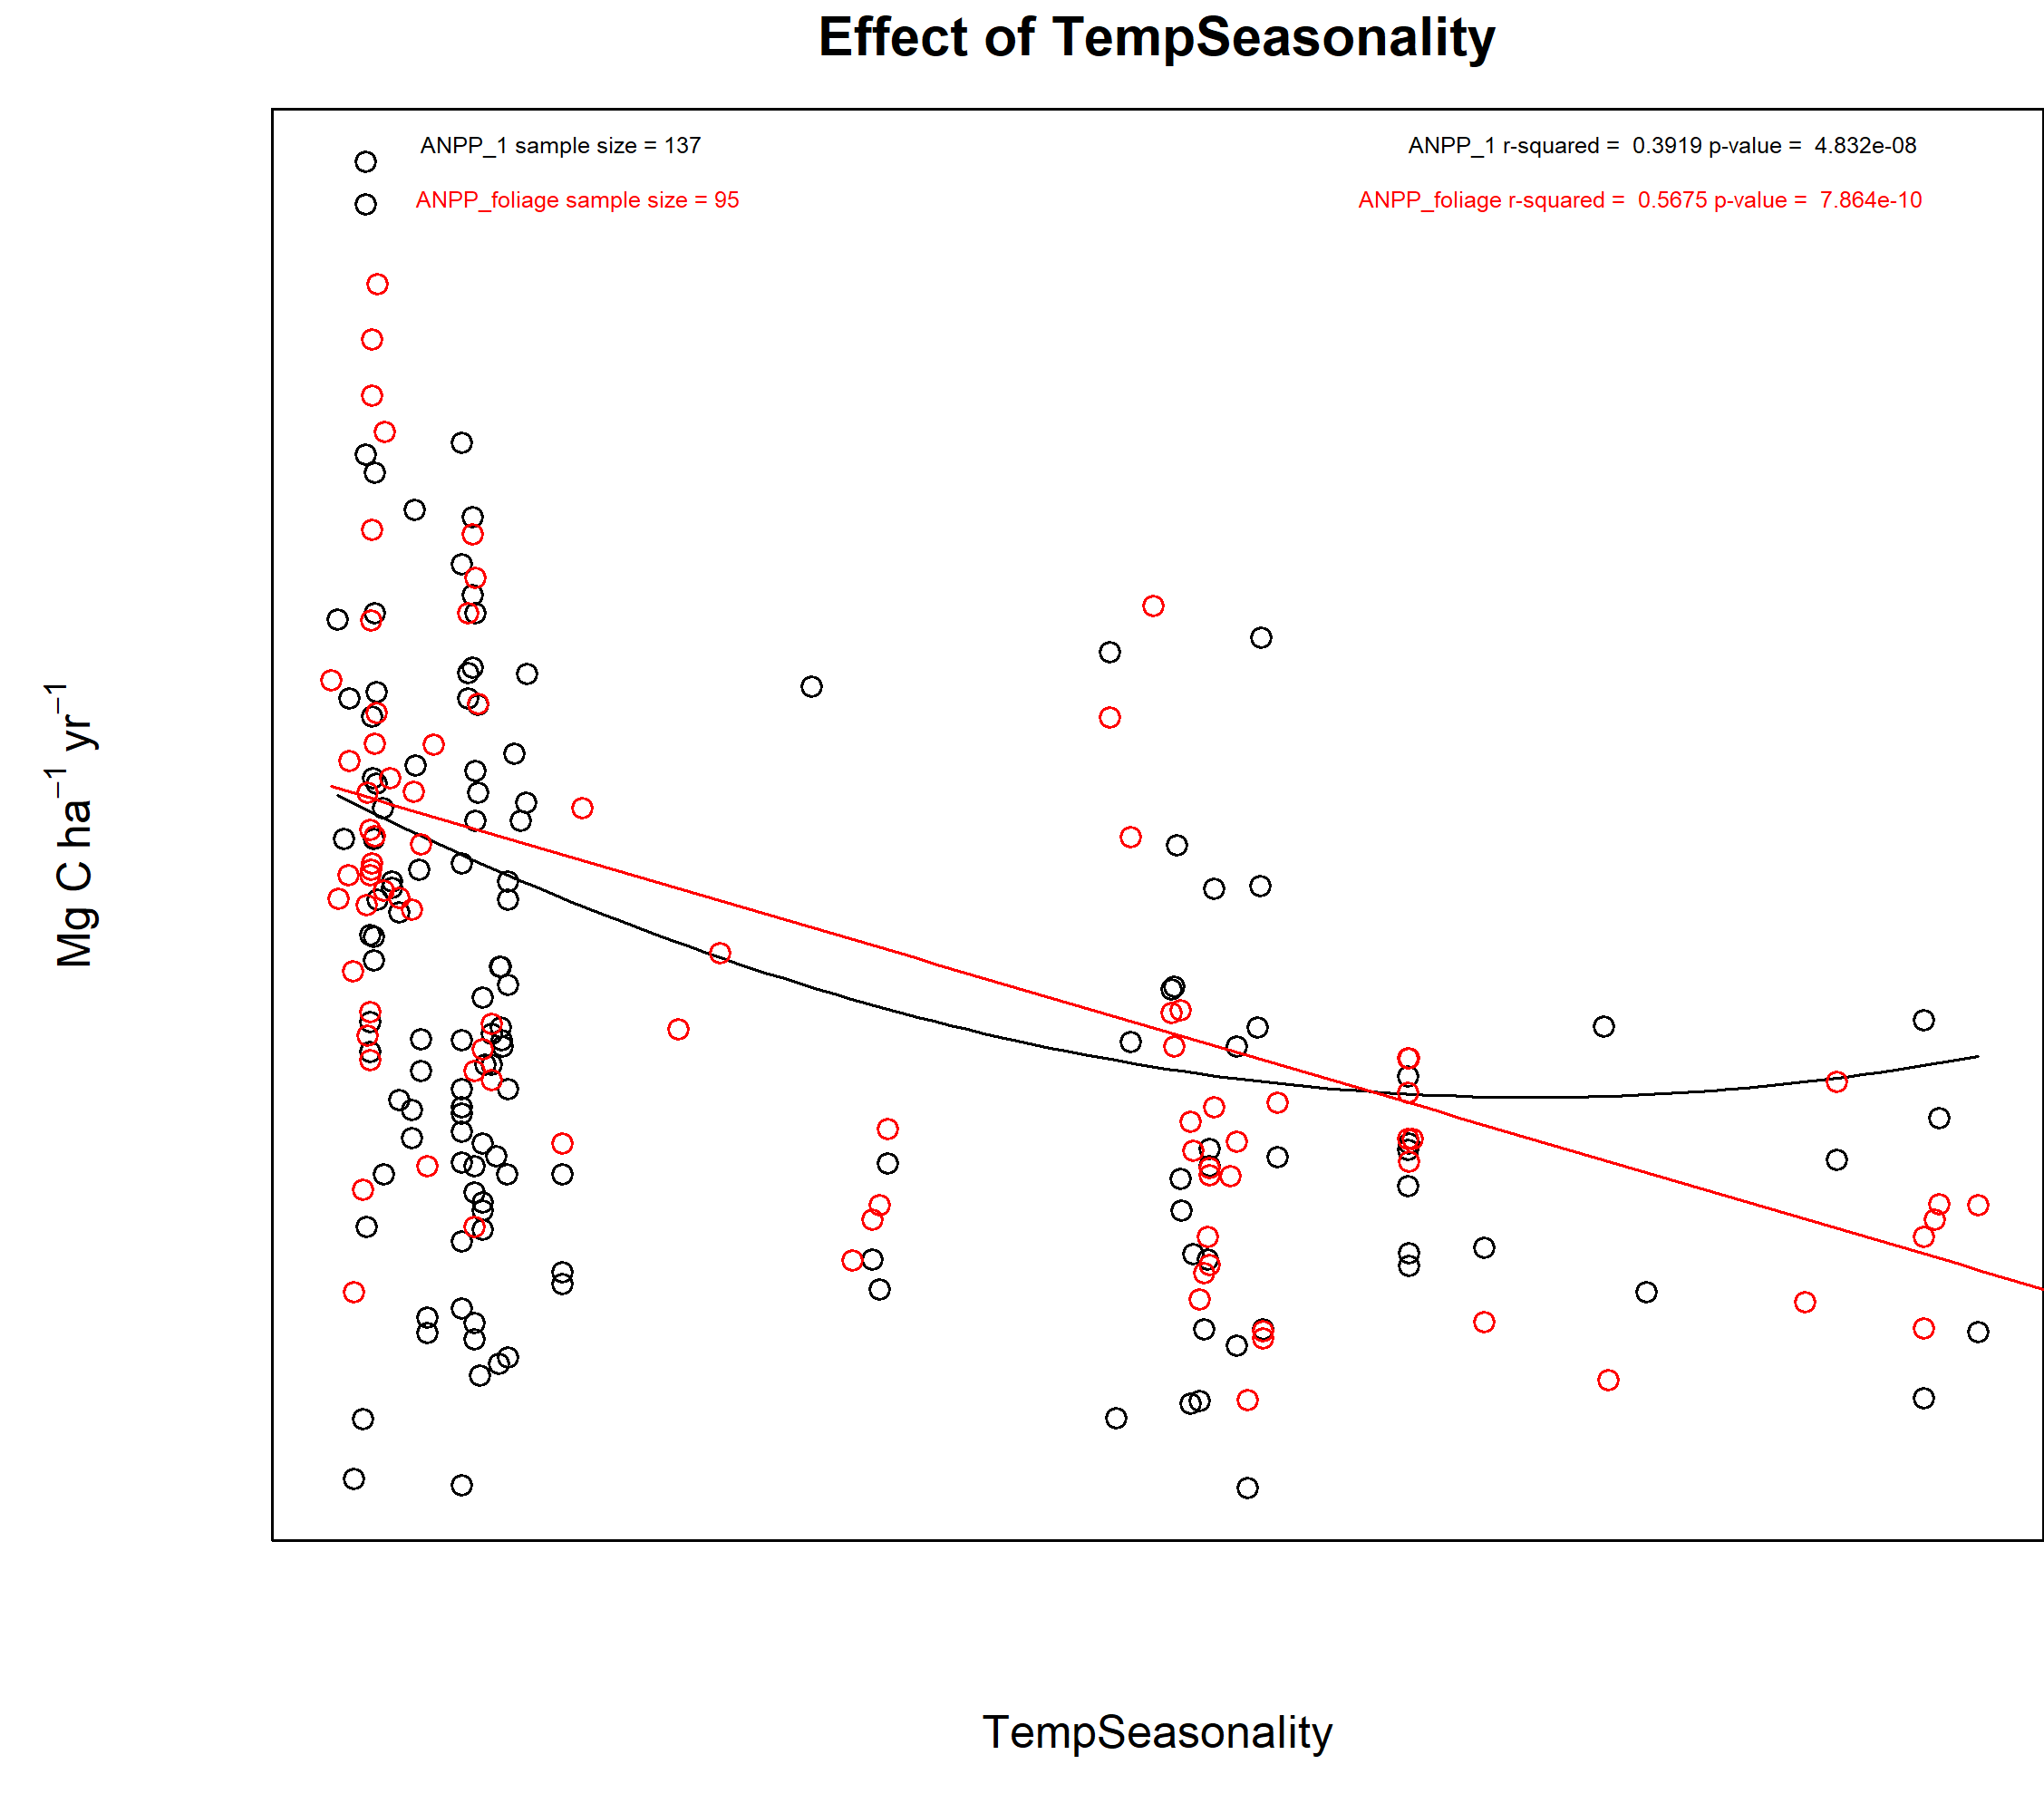 Effect of TempSeasonality
ANPP_1 sample size = 137
ANPP_1 r-squared = 0.3919 p-value = 4.832e-08
ANPP_foliage sample size = 95
ANPP_foliage r-squared = 0.5675 p-value = 7.864e-10
Mg C ha⁻¹ yr⁻¹
TempSeasonality